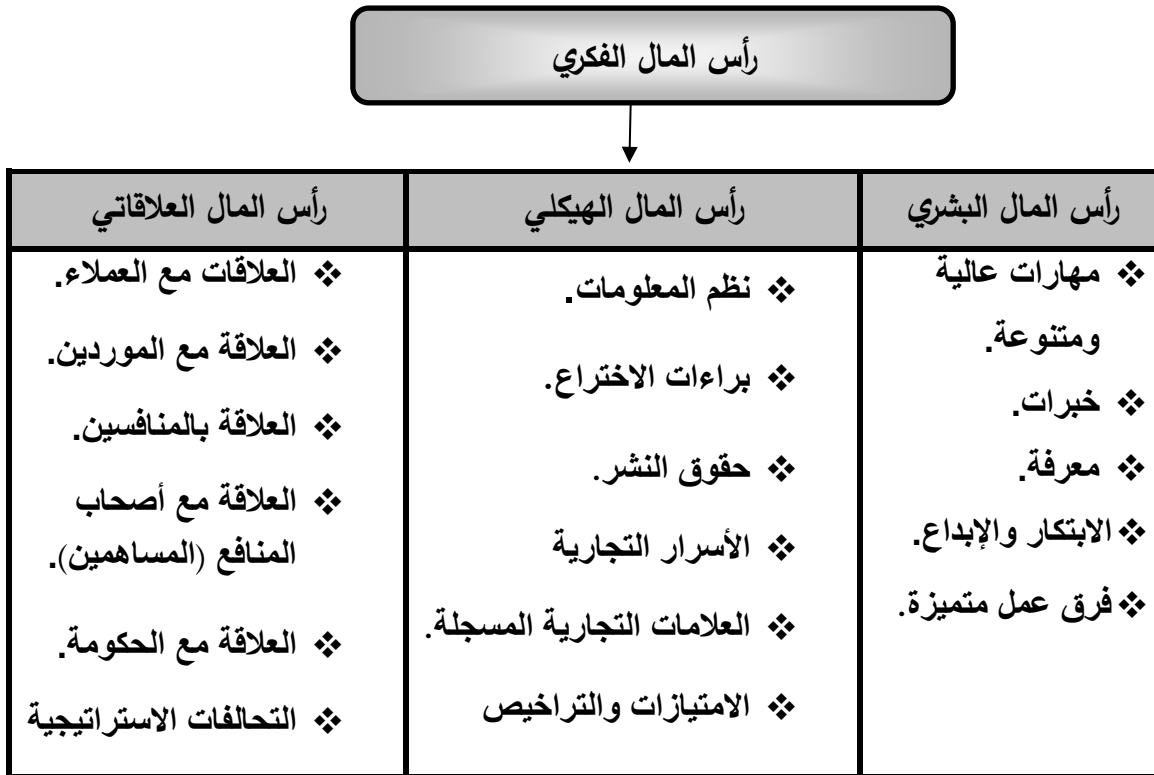 رأس المال الفكري
رأس المال البشري
❖ مهارات عالية
ومتنوعة.
❖ خبرات.
❖ معرفة.
❖ الابتكار والإبداع.
❖ فرق عمل متميزة.
رأس المال الهيكلي
❖ نظم المعلومات.
❖ براءات الاختراع.
❖ حقوق النشر.
❖ الأسرار التجارية
❖ العلامات التجارية المسجلة.
❖ الامتيازات والتراخيص
رأس المال العلاقاتي
❖ العلاقات مع العملاء.
❖ العلاقة مع الموردين.
❖ العلاقة بالمنافسين.
❖ العلاقة مع أصحاب
المنافع (المساهمين).
❖ العلاقة مع الحكومة.
❖ التحالفات الاستراتيجية